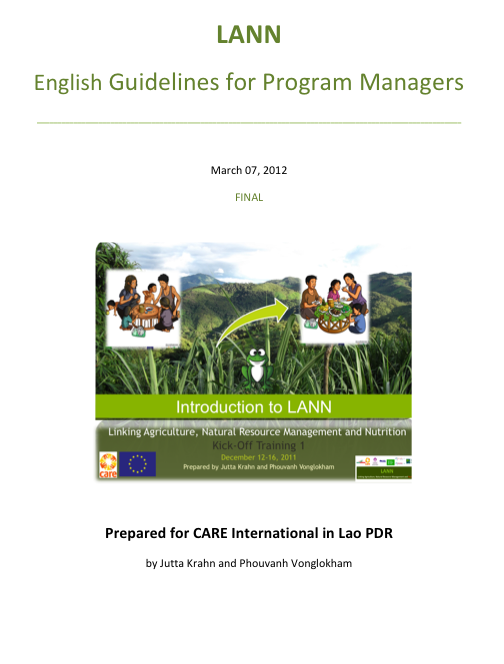 LANN
English Guidelines for Program Managers
March 07, 2012
FINAL
Introduction to LANN
Linking Agriculture, Natural Resource Management and Nutrition
Kick-Off Training 1
December 12-16, 2011
Prepared by Jutta Krahn and Phouvanh Vonglokham
care
LANN
Prepared for CARE International in Lao PDR
by Jutta Krahn and Phouvanh Vonglokham